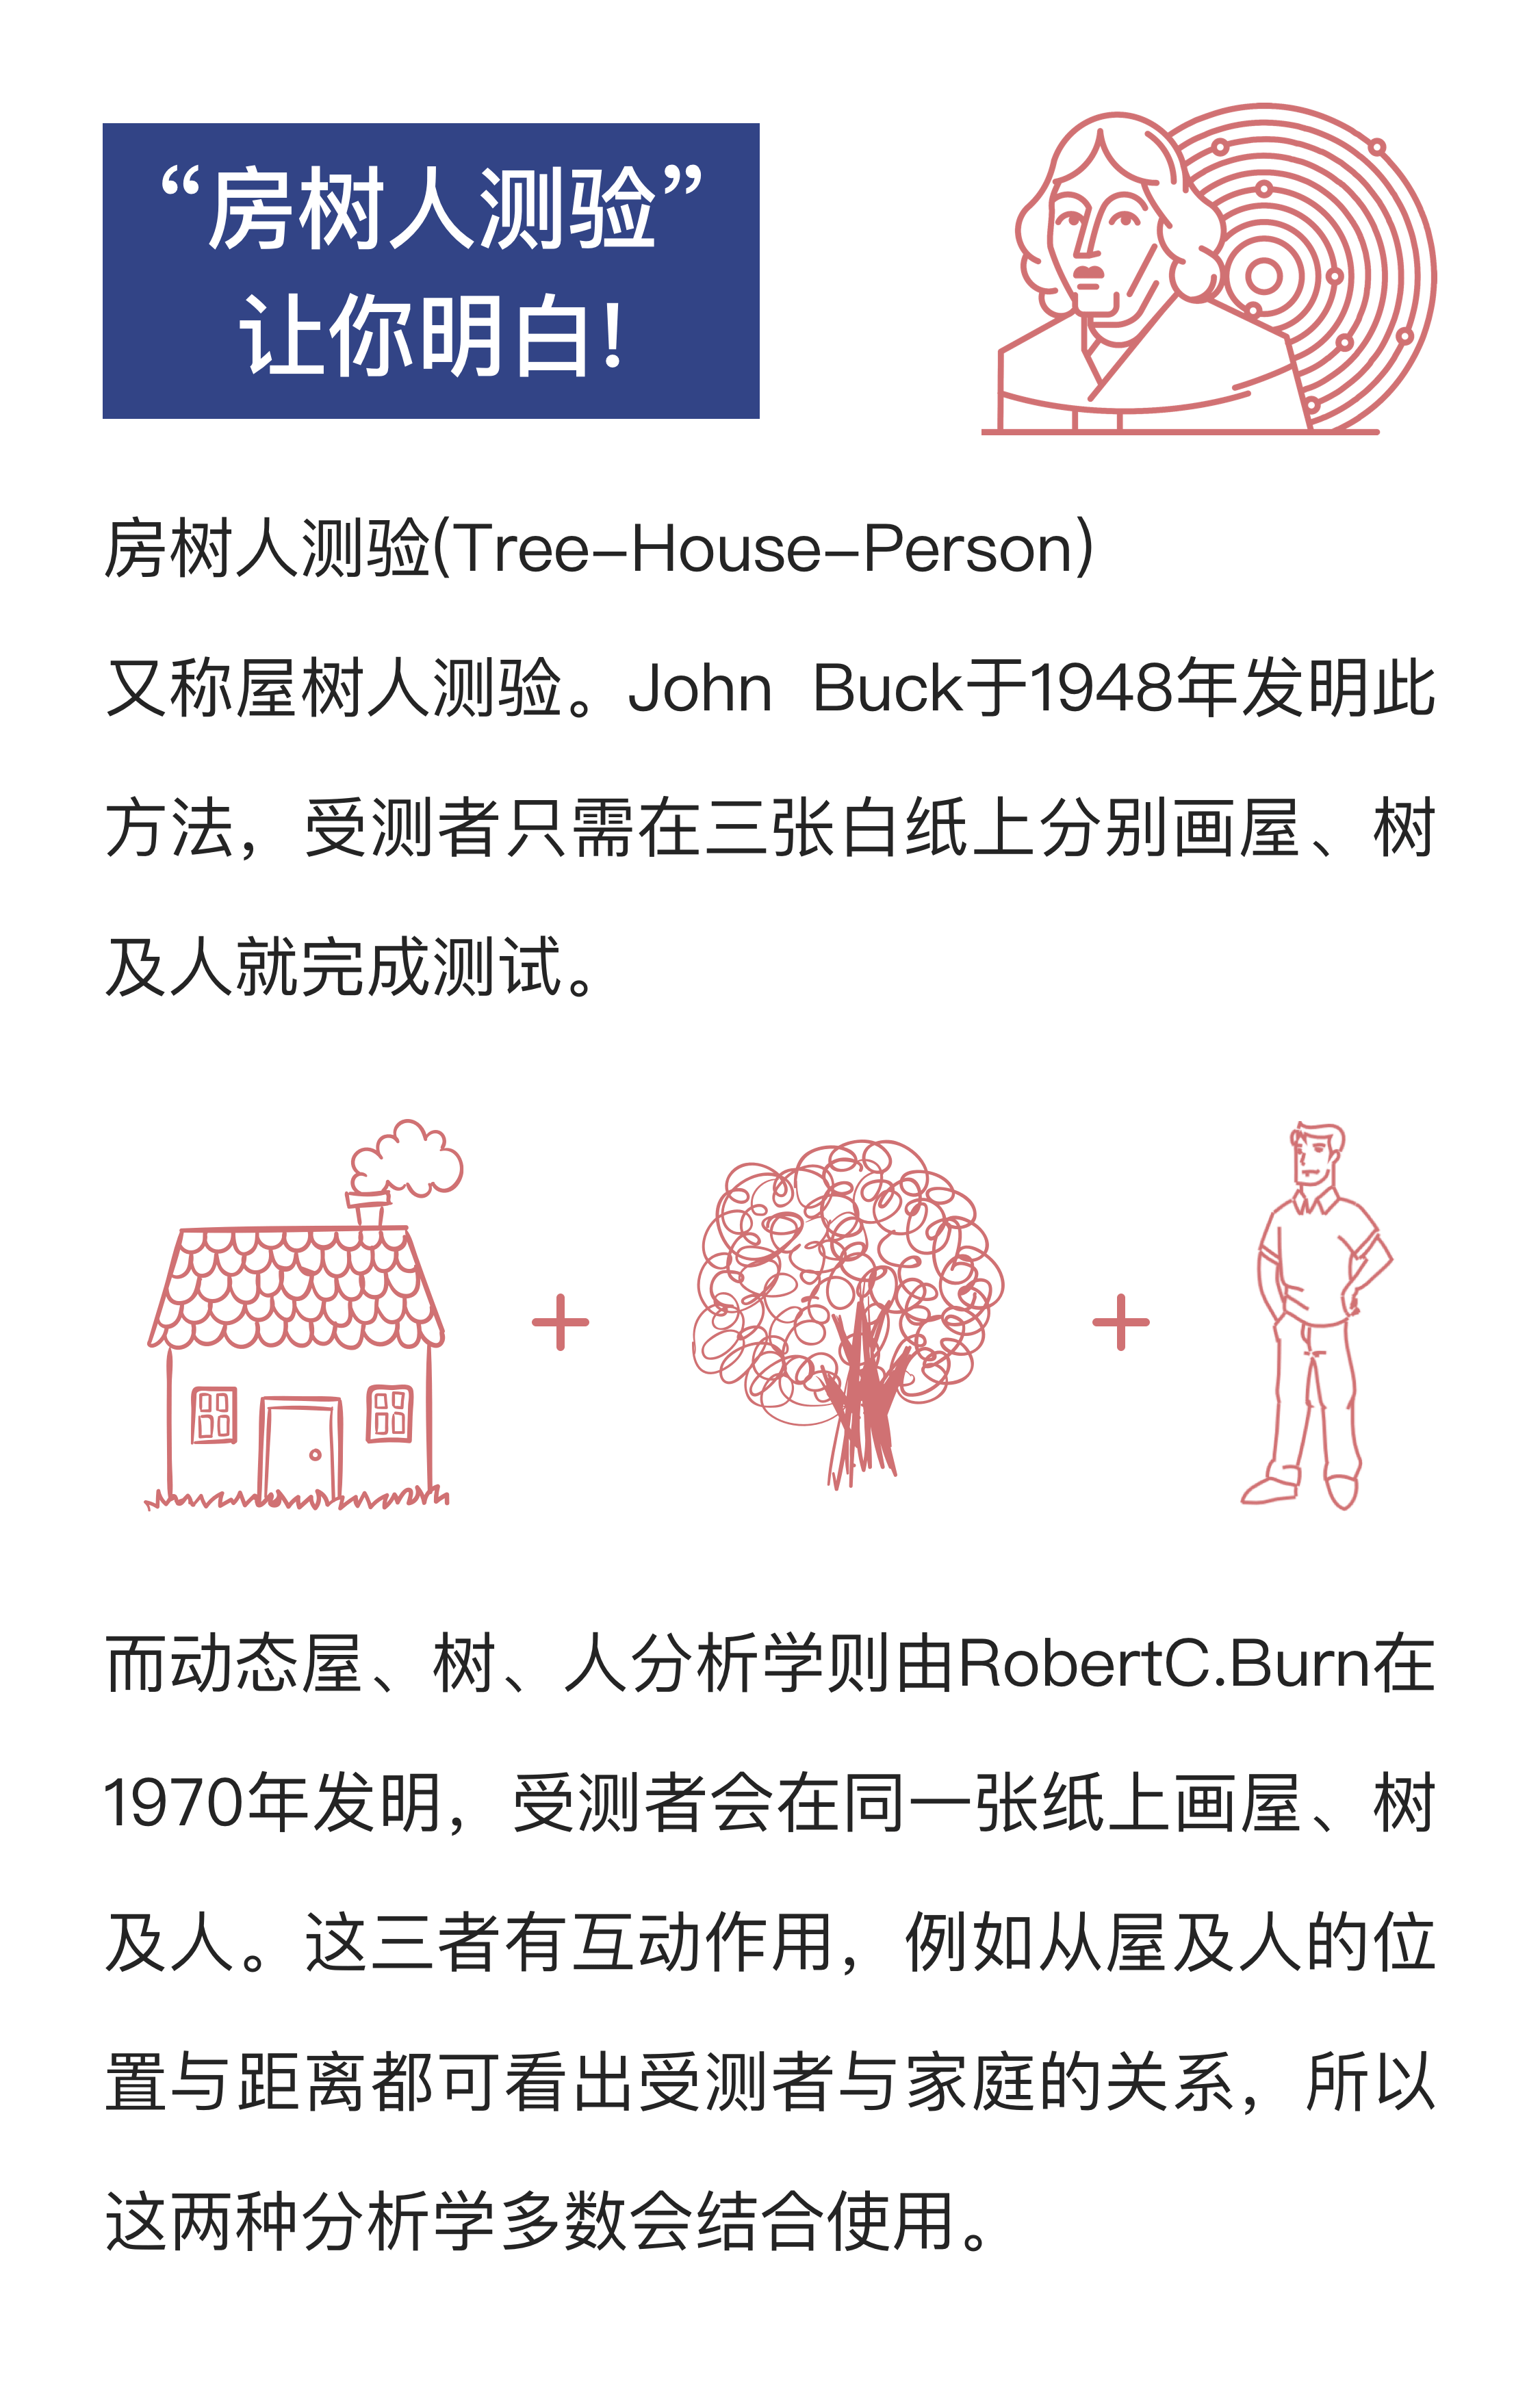 “房树人测验”
让你明白!
房树人测验(Tree-House-Person)
又称屋树人测验。John Buck于1948年发明此
方法，受测者只需在三张白纸上分别画屋、树
及人就完成测试。
而动态屋、树、人分析学则由RobertC.Burn在
1970年发明，受测者会在同一张纸上画屋、树
及人。这三者有互动作用，例如从屋及人的位
置与距离都可看出受测者与家庭的关系，所以
这两种分析学多数会结合使用。